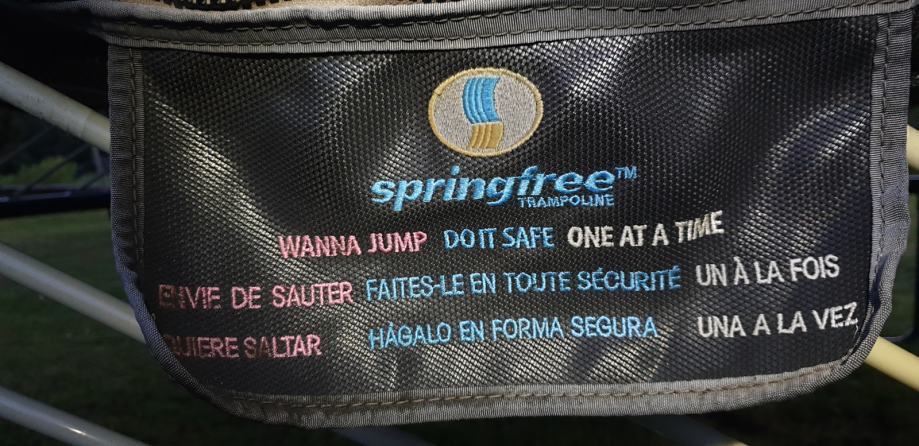 springfree™
TRAMPOLINE
WANNA JUMP DO IT SAFE ONE AT A TIME
ENVIE DE SAUTER FAITES-LE EN TOUTE SÉCURITÉ UN À LA FOIS
QUIERE SALTAR HÁGALO EN FORMA SEGURA UNA A LA VEZ